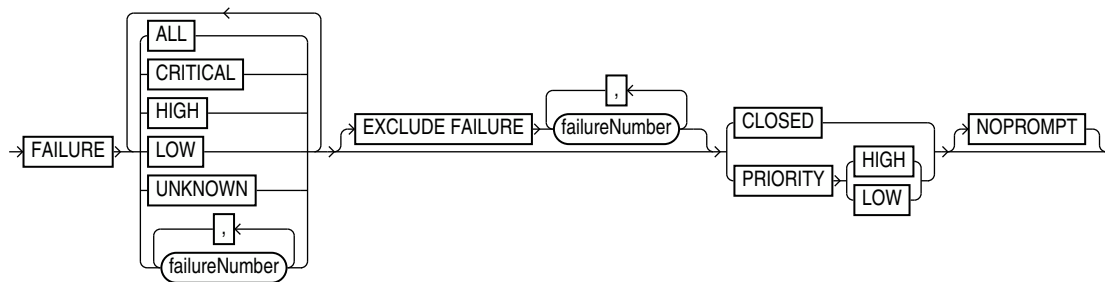 ALL
CRITICAL
HIGH
FAILURE
LOW
UNKNOWN
,
failureNumber
EXCLUDE FAILURE
,
failureNumber
CLOSED
PRIORITY
HIGH
LOW
NOPROMPT